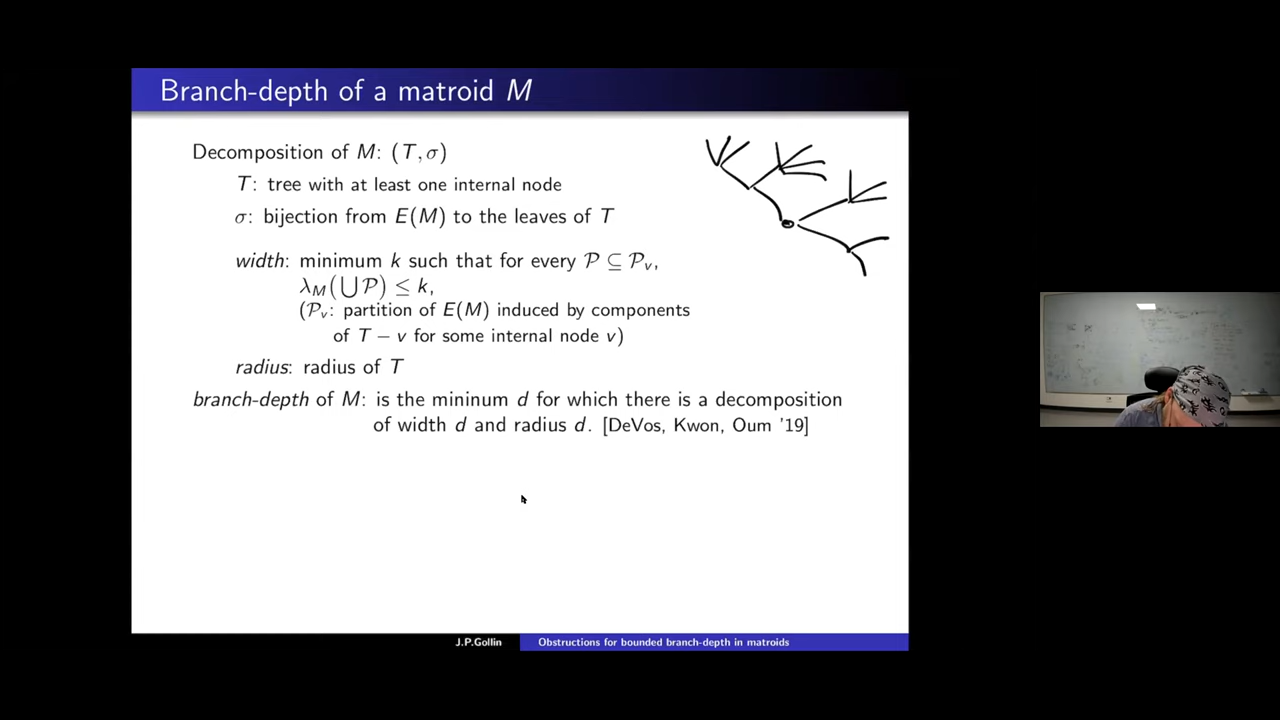 Branch-depth of a matroid M
Decomposition of M: (T, σ)
T: tree with at least one internal node
σ: bijection from E(M) to the leaves of T
width: minimum k such that for every 𝒫 ⊆ 𝒫ᵥ,
λ_M(⋃𝒫) ≤ k,
(𝒫ᵥ: partition of E(M) induced by components
of T − v for some internal node v)
radius: radius of T
branch-depth of M: is the mininum d for which there is a decomposition
of width d and radius d. [DeVos, Kwon, Oum '19]
J.P.Gollin
Obstructions for bounded branch-depth in matroids